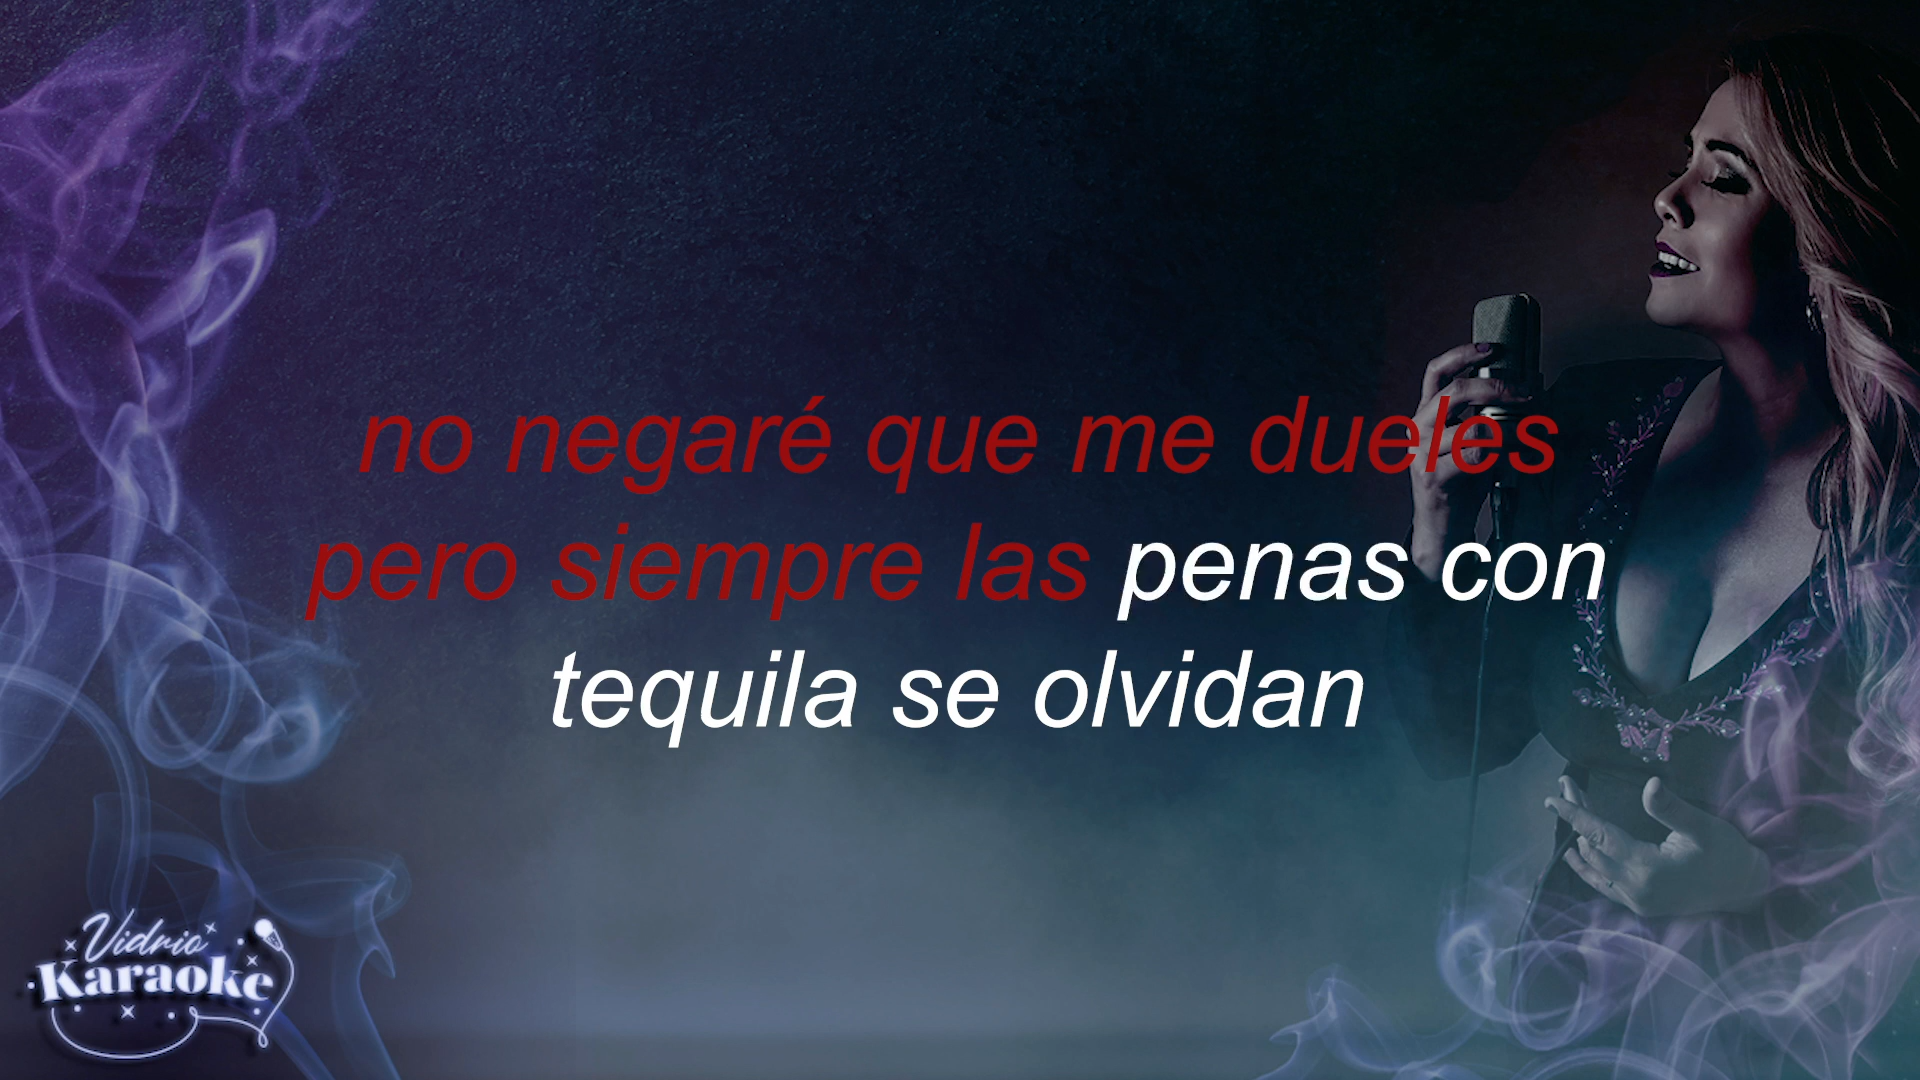 no negaré que me dueles
pero siempre las penas con
tequila se olvidan
Vidrio
Karaoke